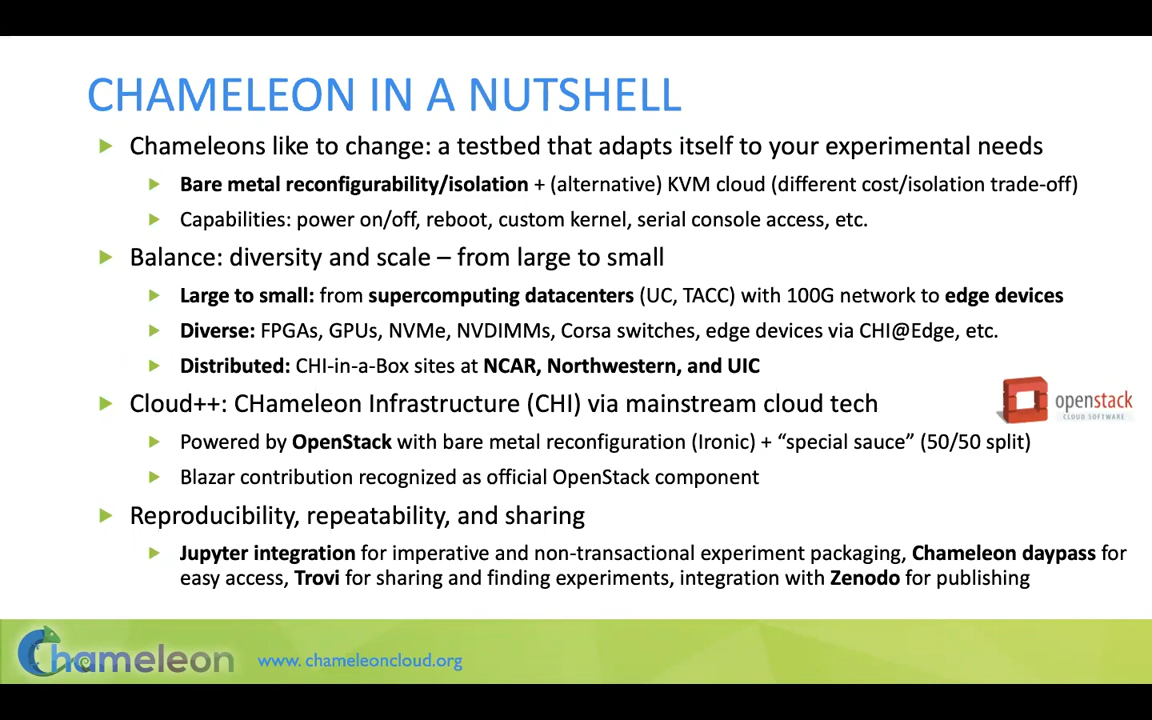 CHAMELEON IN A NUTSHELL
Chameleons like to change: a testbed that adapts itself to your experimental needs
Bare metal reconfigurability/isolation + (alternative) KVM cloud (different cost/isolation trade-off)
Capabilities: power on/off, reboot, custom kernel, serial console access, etc.
Balance: diversity and scale – from large to small
Large to small: from supercomputing datacenters (UC, TACC) with 100G network to edge devices
Diverse: FPGAs, GPUs, NVMe, NVDIMMs, Corsa switches, edge devices via CHI@Edge, etc.
Distributed: CHI-in-a-Box sites at NCAR, Northwestern, and UIC
Cloud++: CHameleon Infrastructure (CHI) via mainstream cloud tech
openstack
CLOUD SOFTWARE
Powered by OpenStack with bare metal reconfiguration (Ironic) + “special sauce” (50/50 split)
Blazar contribution recognized as official OpenStack component
Reproducibility, repeatability, and sharing
Jupyter integration for imperative and non-transactional experiment packaging, Chameleon daypass for
easy access, Trovi for sharing and finding experiments, integration with Zenodo for publishing
Chameleon
www. chameleoncloud.org